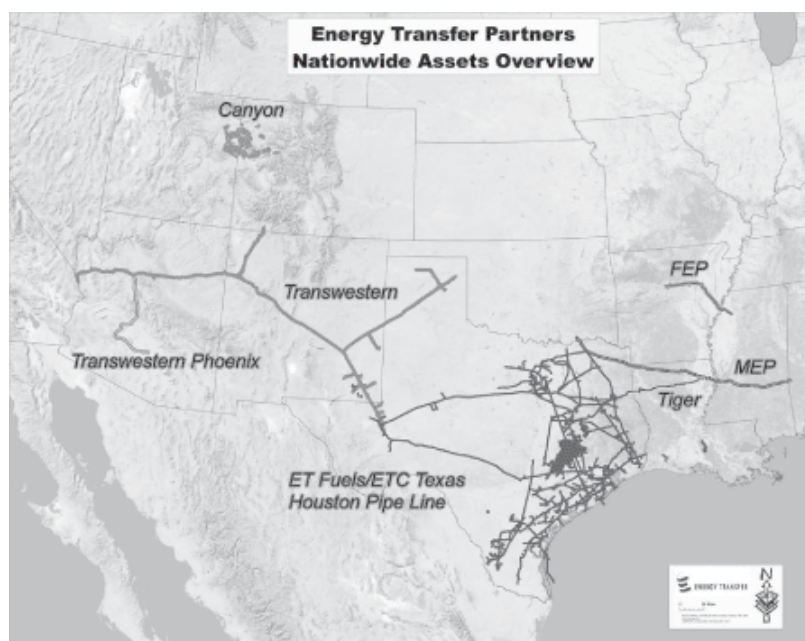 Energy Transfer Partners
Nationwide Assets Overview
Canyon
FEP
Transwestern
Transwestern Phoenix
MEP
Tiger
ET Fuels/ETC Texas
Houston Pipe Line
N
ENERGY TRANSFER